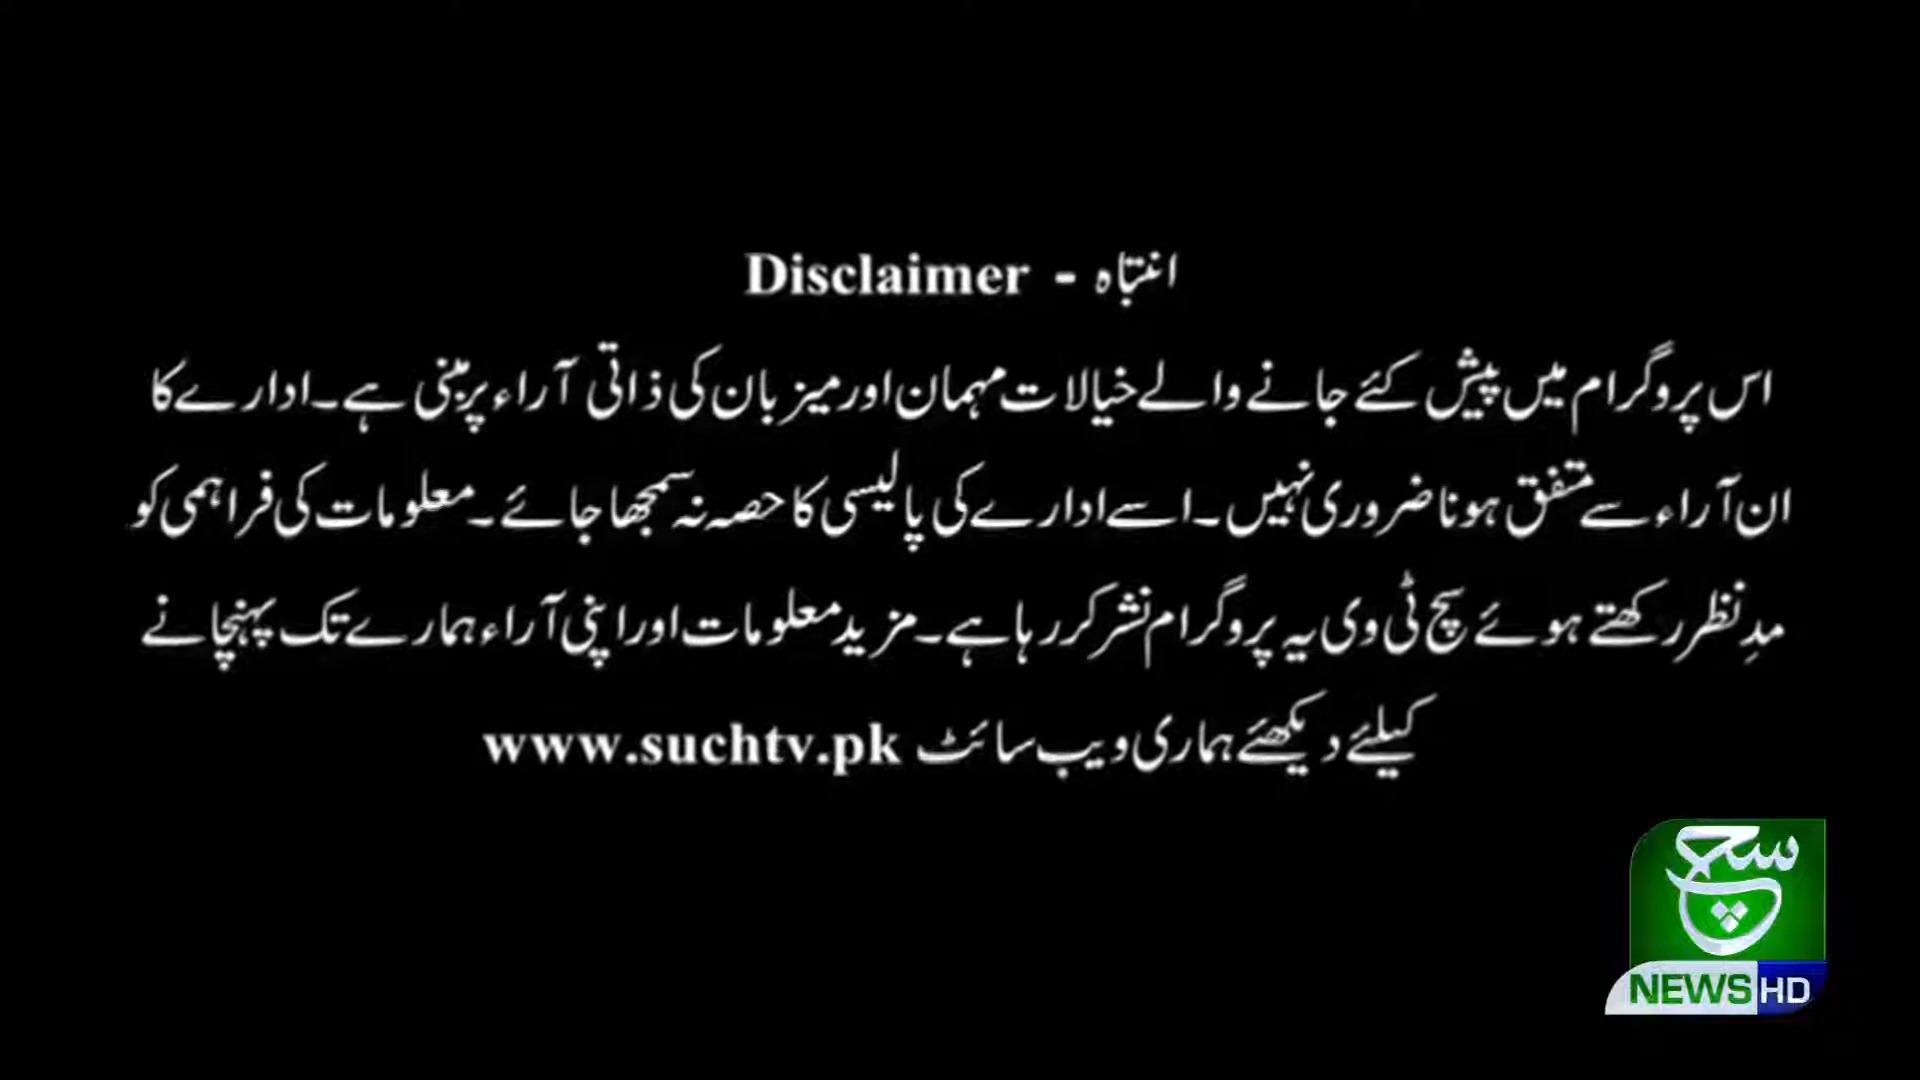 انتباہ - Disclaimer
اس پروگرام میں پیش کئے جانے والے خیالات مہمان اور میزبان کی ذاتی آراء پر مبنی ہے۔ ادارے کا
ان آراء سے متفق ہونا ضروری نہیں۔ اسے ادارے کی پالیسی کا حصہ نہ سمجھا جائے۔ معلومات کی فراہمی کو
مدِ نظر رکھتے ہوئے سچ ٹی وی یہ پروگرام نشر کر رہا ہے۔ مزید معلومات اور اپنی آراء ہمارے تک پہنچانے
کیلئے دیکھئے ہماری ویب سائٹ www.suchtv.pk
سچ
NEWS HD